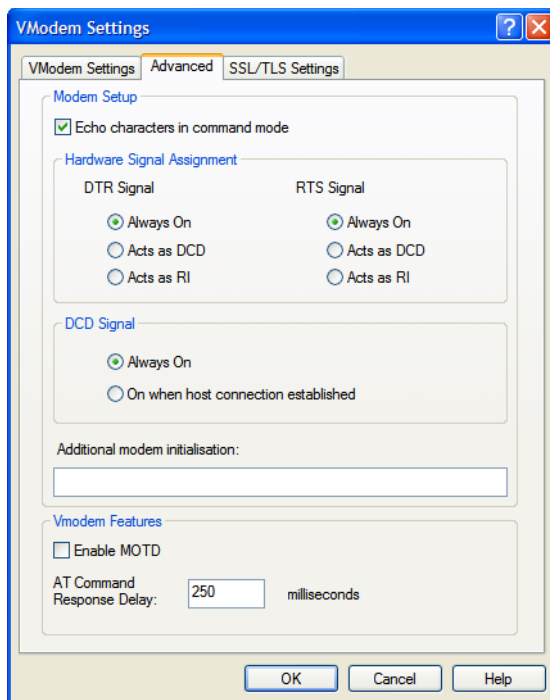 VModem Settings
VModem Settings Advanced SSL/TLS Settings
Modem Setup
Echo characters in command mode
Hardware Signal Assignment
DTR Signal RTS Signal
Always On Always On
Acts as DCD Acts as DCD
Acts as RI Acts as RI
DCD Signal
Always On
On when host connection established
Additional modem initialisation:
Vmodem Features
Enable MOTD
AT Command
Response Delay: 250 milliseconds
OK Cancel Help